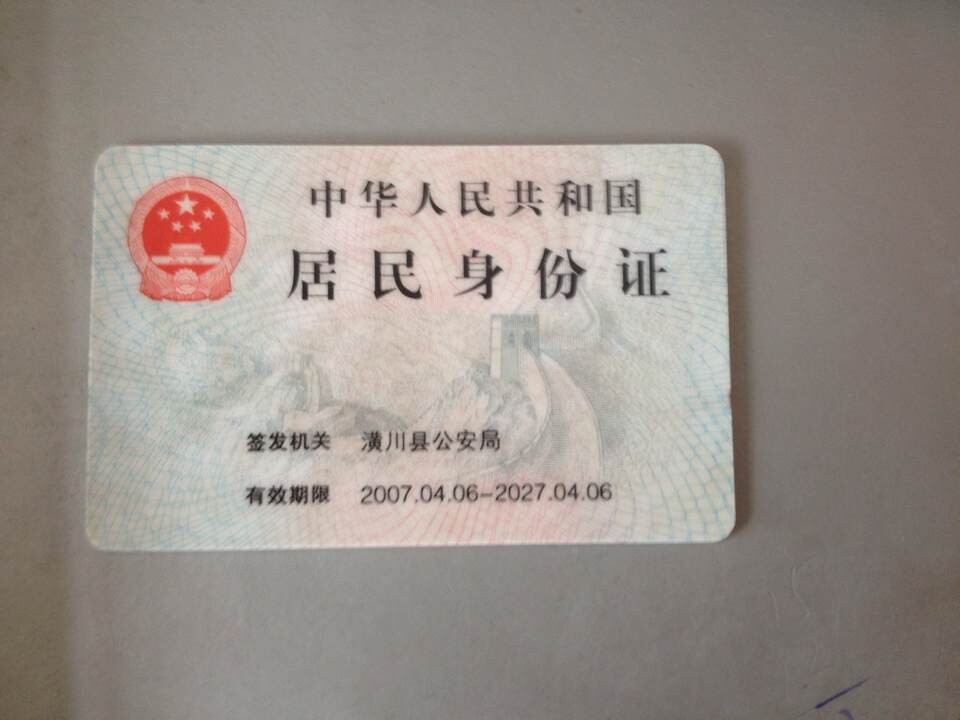 中华人民共和国
居民身份证
签发机关 潢川县公安局
有效期限 2007.04.06-2027.04.06